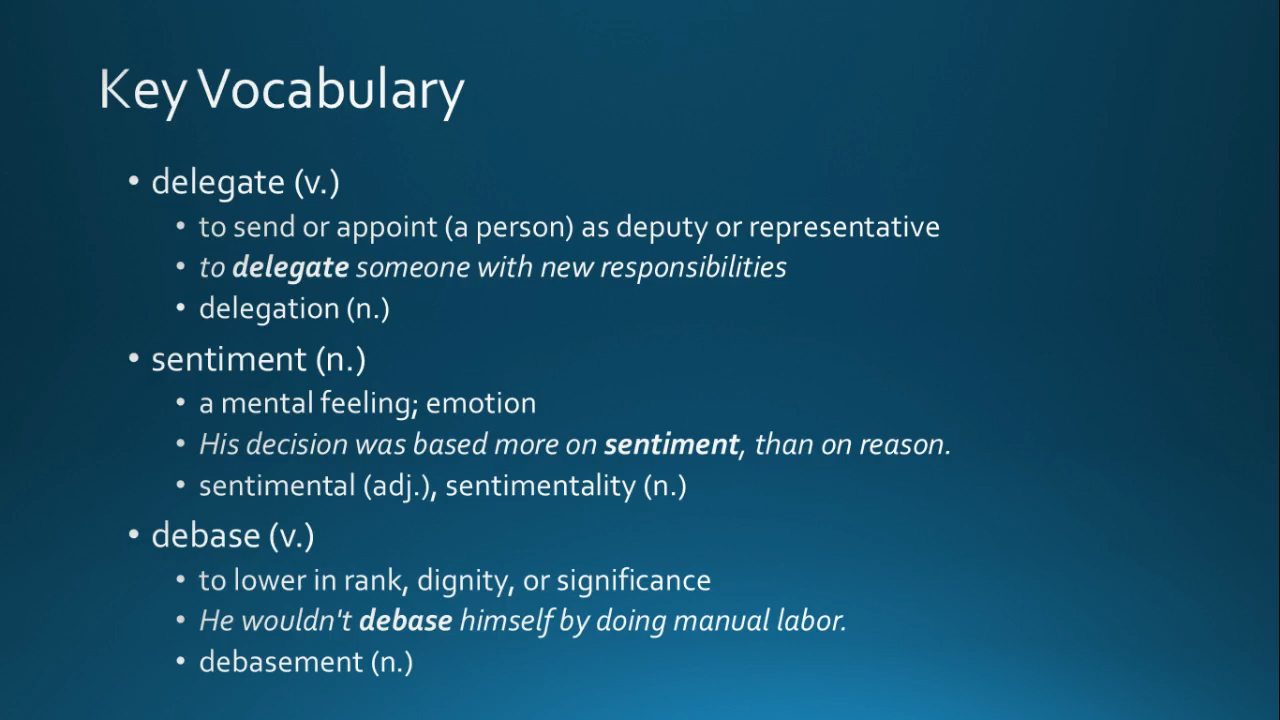 Key Vocabulary
• delegate (v.)
• to send or appoint (a person) as deputy or representative
• to delegate someone with new responsibilities
• delegation (n.)
• sentiment (n.)
• a mental feeling; emotion
• His decision was based more on sentiment, than on reason.
• sentimental (adj.), sentimentality (n.)
• debase (v.)
• to lower in rank, dignity, or significance
• He wouldn't debase himself by doing manual labor.
• debasement (n.)